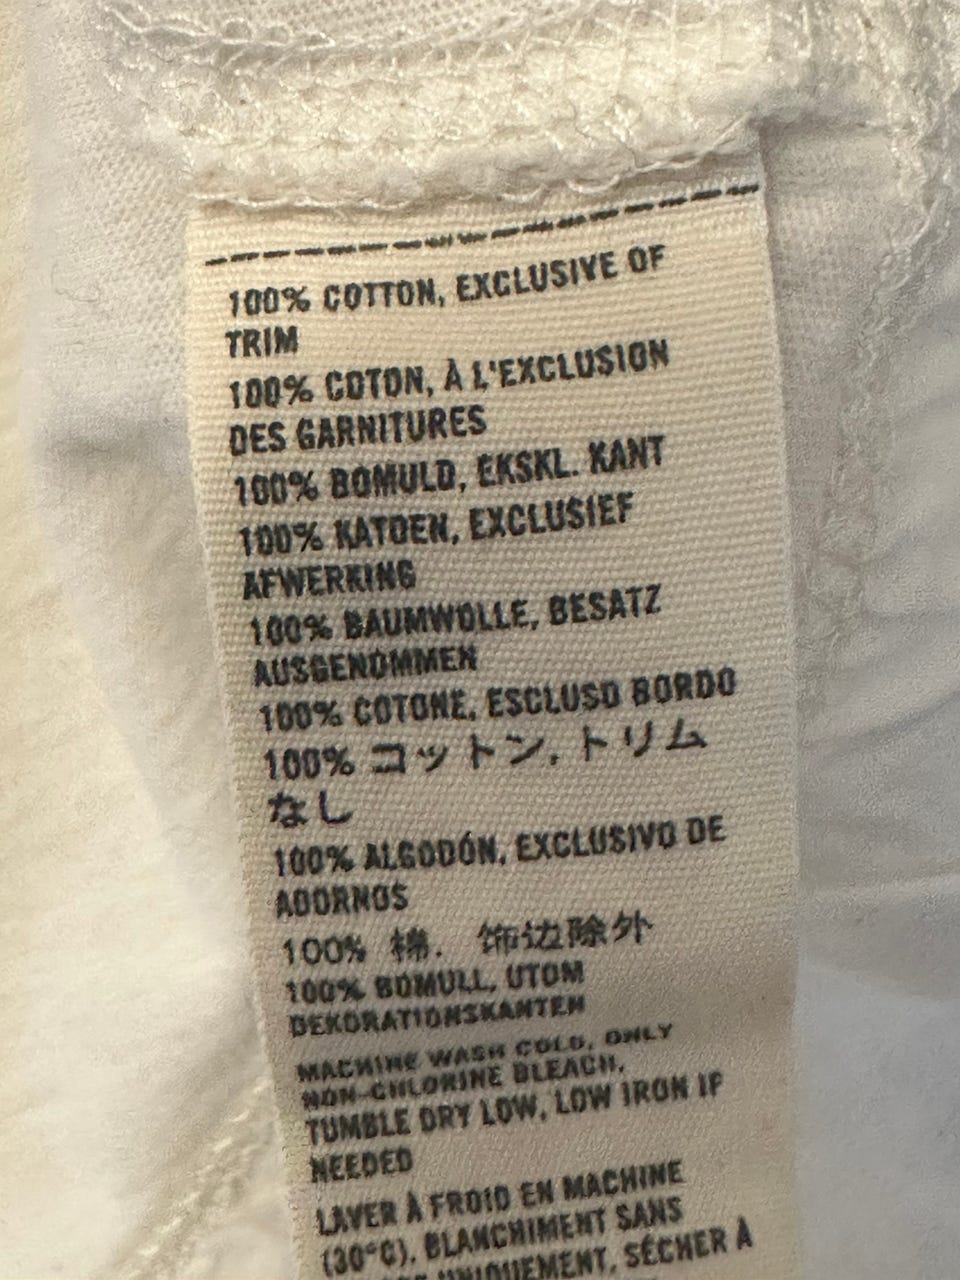 100% COTTON, EXCLUSIVE OF
TRIM
100% COTON, À L'EXCLUSION
DES GARNITURES
100% BOMULD, EKSKL. KANT
100% KATOEN, EXCLUSIEF
AFWERKING
100% BAUMWOLLE, BESATZ
AUSGENOMMEN
100% COTONE, ESCLUSO BORDO
100% コットン, トリム
なし
100% ALGODÓN, EXCLUSIVO DE
ADORNOS
100% 棉. 饰边除外
100% BOMULL, UTOM
DEKORATIONSKANTEN
MACHINE WASH COLD, ONLY
NON-CHLORINE BLEACH,
TUMBLE DRY LOW, LOW IRON IF
NEEDED
LAVER À FROID EN MACHINE
(30°C). BLANCHIMENT SANS
UNIQUEMENT, SÉCHER À